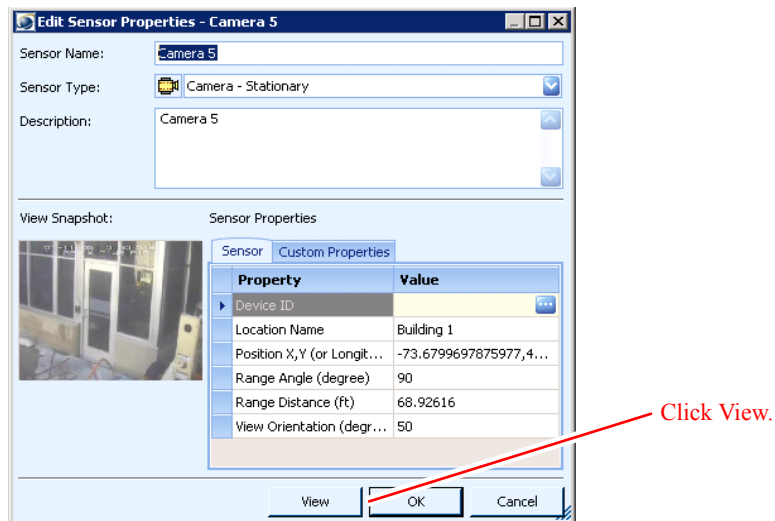 Edit Sensor Properties - Camera 5
Sensor Name: Camera 5
Sensor Type: Camera - Stationary
Description: Camera 5
View Snapshot:
Sensor Properties
Sensor Custom Properties
Property Value
Device ID ...
Location Name Building 1
Position X,Y (or Longit... -73.6799697875977,4...
Range Angle (degree) 90
Range Distance (ft) 68.92616
View Orientation (degr... 50
Click View.
View OK Cancel